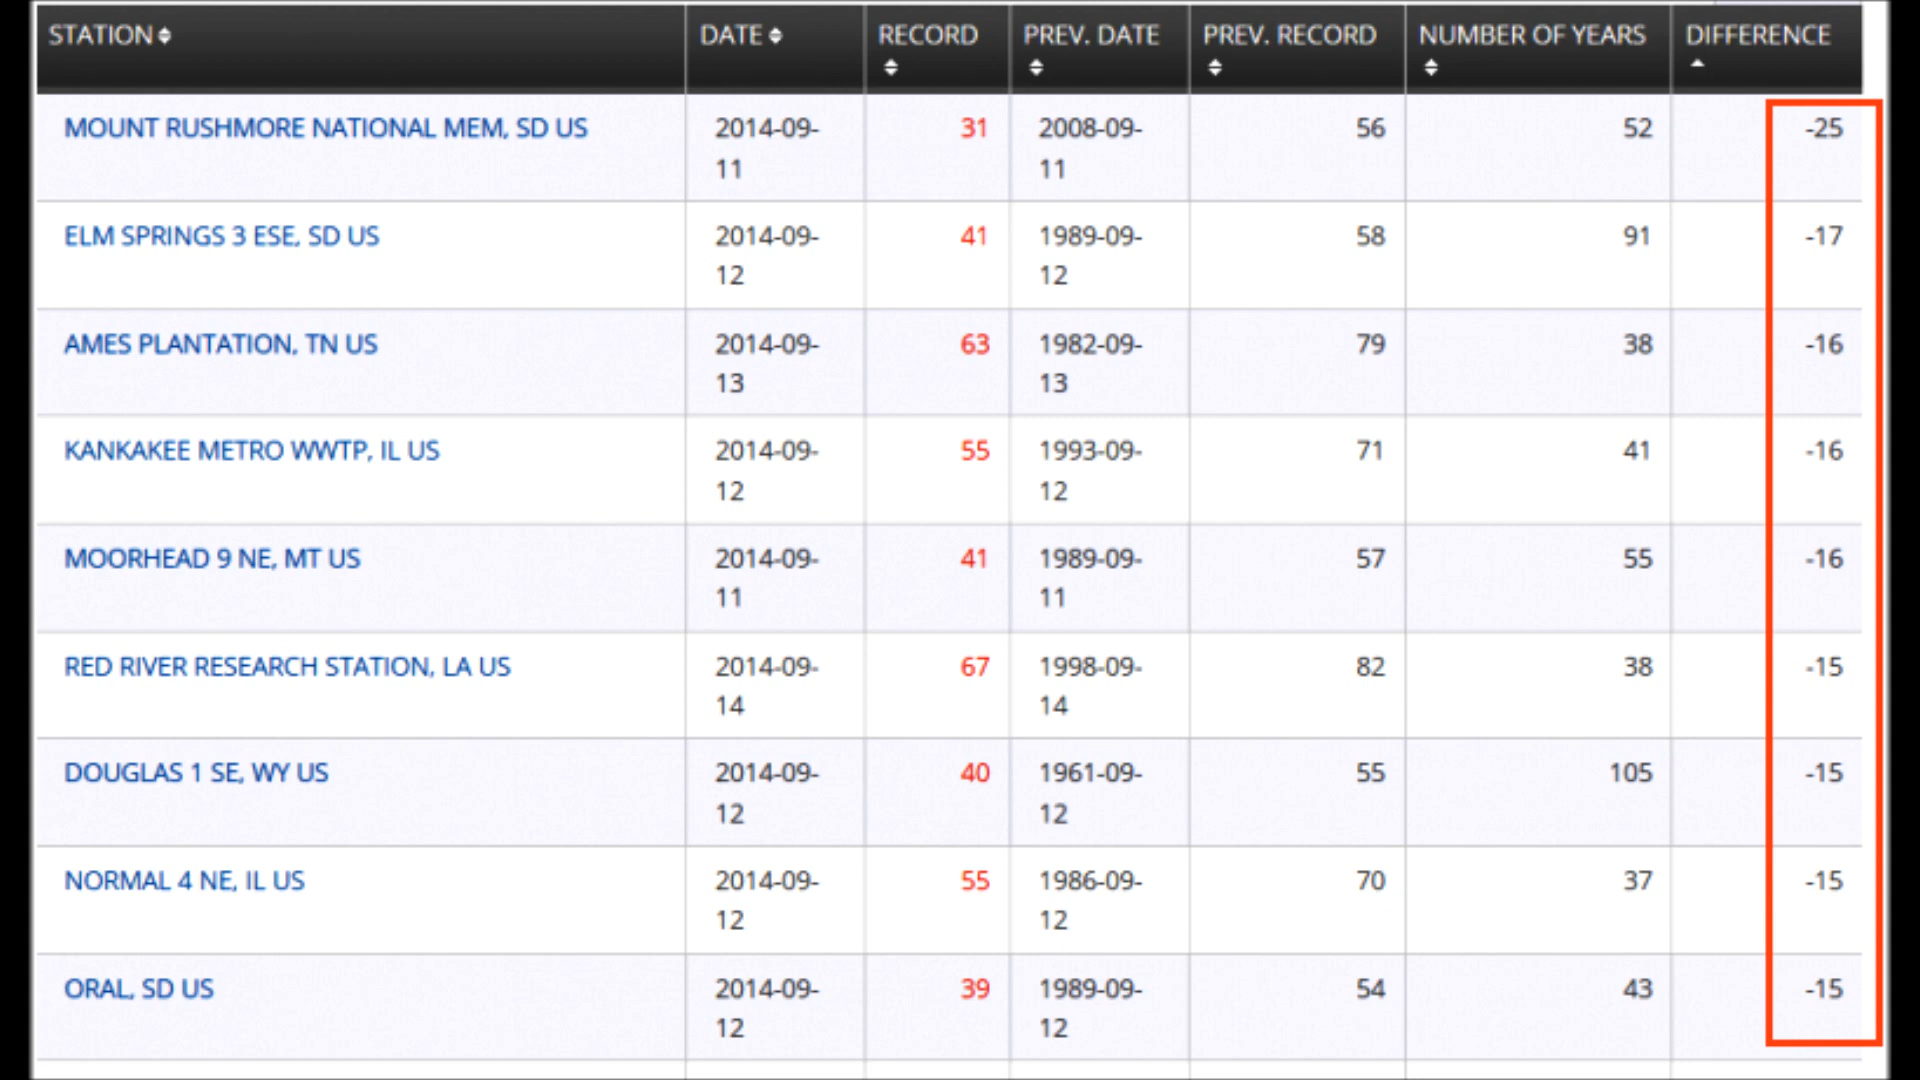 STATION DATE RECORD PREV. DATE PREV. RECORD NUMBER OF YEARS DIFFERENCE
MOUNT RUSHMORE NATIONAL MEM, SD US 2014-09- 31 2008-09- 56 52 -25
11 11
ELM SPRINGS 3 ESE, SD US 2014-09- 41 1989-09- 58 91 -17
12 12
AMES PLANTATION, TN US 2014-09- 63 1982-09- 79 38 -16
13 13
KANKAKEE METRO WWTP, IL US 2014-09- 55 1993-09- 71 41 -16
12 12
MOORHEAD 9 NE, MT US 2014-09- 41 1989-09- 57 55 -16
11 11
RED RIVER RESEARCH STATION, LA US 2014-09- 67 1998-09- 82 38 -15
14 14
DOUGLAS 1 SE, WY US 2014-09- 40 1961-09- 55 105 -15
12 12
NORMAL 4 NE, IL US 2014-09- 55 1986-09- 70 37 -15
12 12
ORAL, SD US 2014-09- 39 1989-09- 54 43 -15
12 12